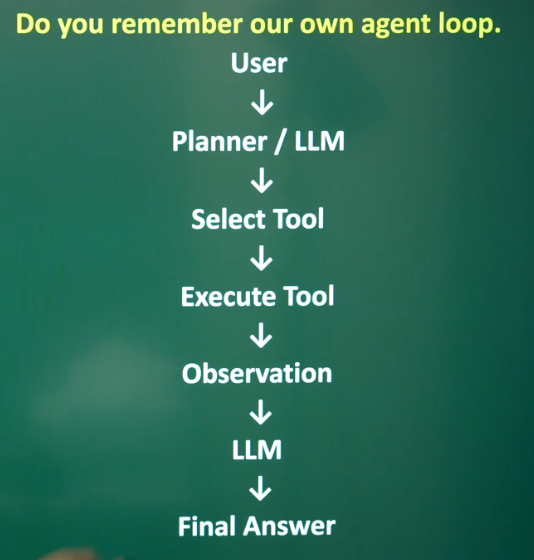 Do you remember our own agent loop.
User
↓
Planner / LLM
↓
Select Tool
↓
Execute Tool
↓
Observation
↓
LLM
↓
Final Answer